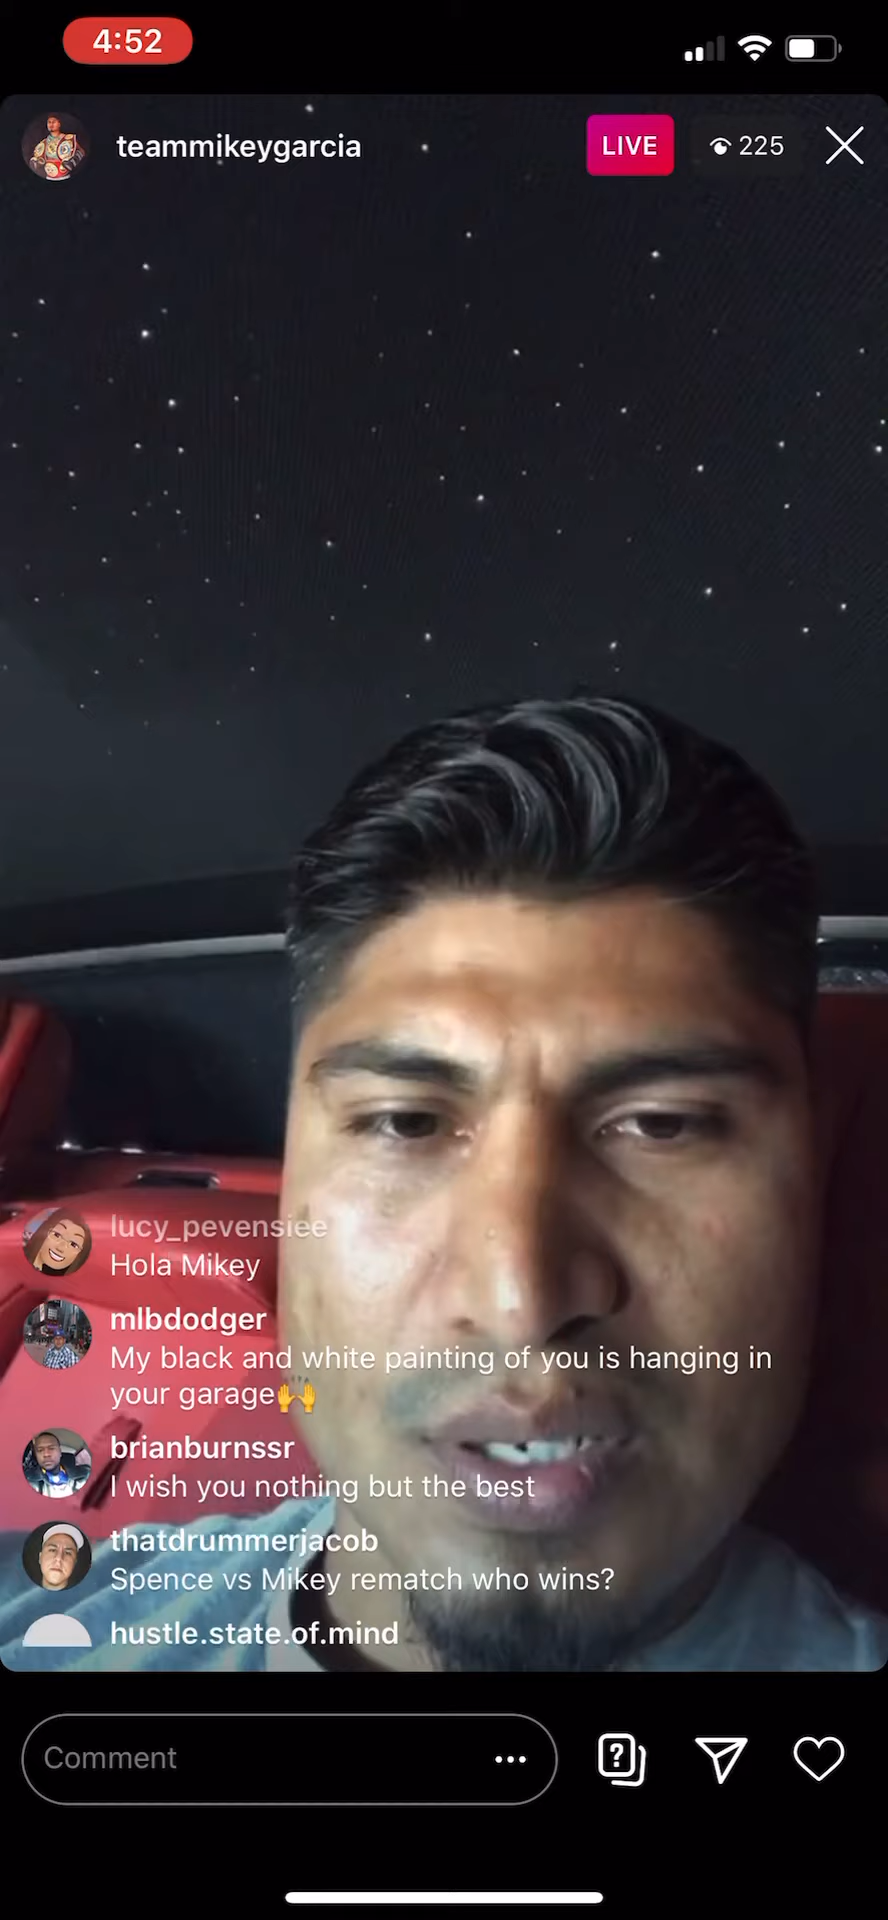 4:52
teammikeygarcia
LIVE
225
lucy_pevensiee
Hola Mikey
mlbdodger
My black and white painting of you is hanging in
your garage🙌
brianburnssr
I wish you nothing but the best
thatdrummerjacob
Spence vs Mikey rematch who wins?
hustle.state.of.mind
Comment
?